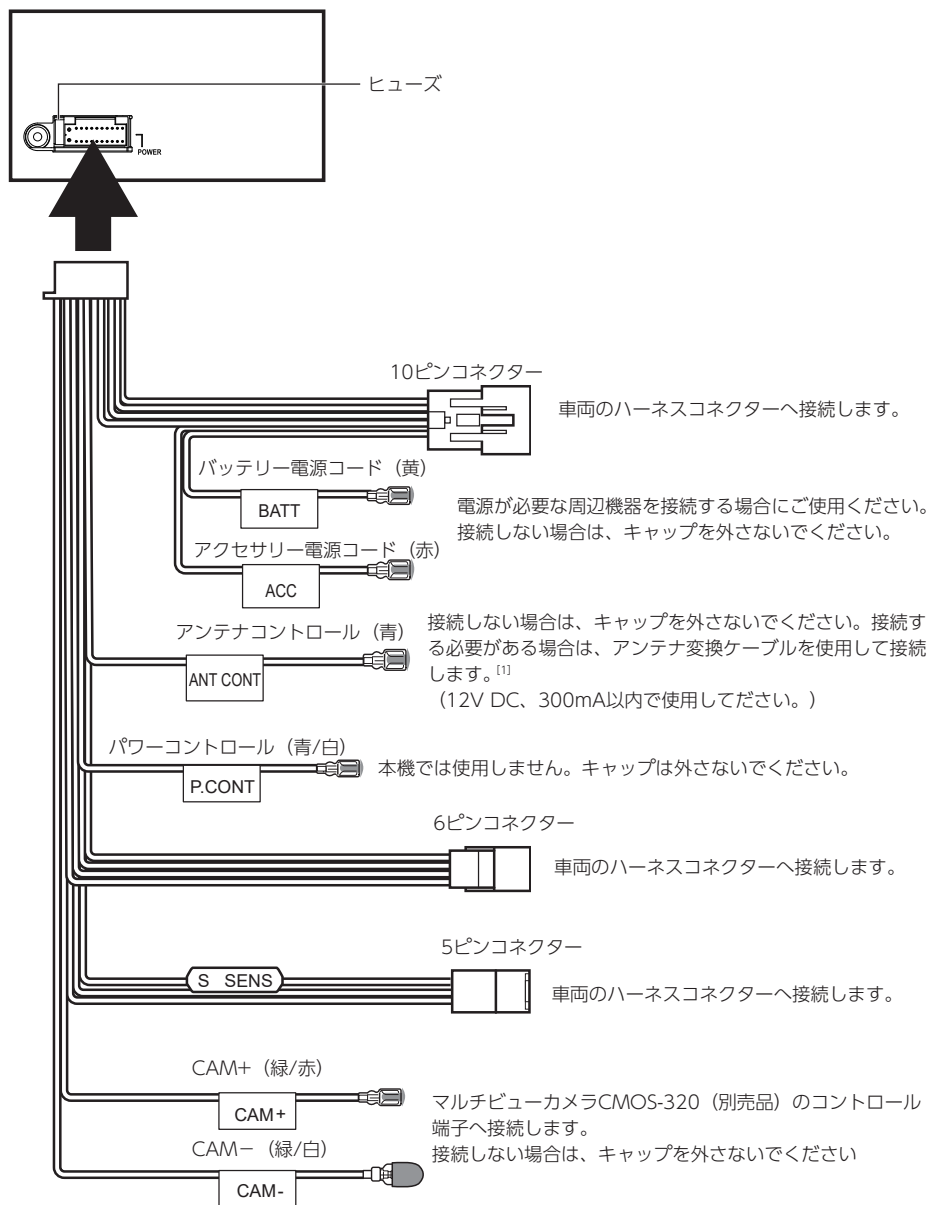 ヒューズ
POWER
10ピンコネクター
車両のハーネスコネクターへ接続します。
バッテリー電源コード（黄）
BATT
電源が必要な周辺機器を接続する場合にご使用ください。
接続しない場合は、キャップを外さないでください。
アクセサリー電源コード（赤）
ACC
アンテナコントロール（青）
ANT CONT
接続しない場合は、キャップを外さないでください。接続す
る必要がある場合は、アンテナ変換ケーブルを使用して接続
します。[1]
（12V DC、300mA以内で使用してださい。）
パワーコントロール（青/白）
P.CONT
本機では使用しません。キャップは外さないでください。
6ピンコネクター
車両のハーネスコネクターへ接続します。
5ピンコネクター
S SENS
車両のハーネスコネクターへ接続します。
CAM+（緑/赤）
CAM+
マルチビューカメラCMOS-320（別売品）のコントロール
端子へ接続します。
接続しない場合は、キャップを外さないでください
CAM－（緑/白）
CAM-